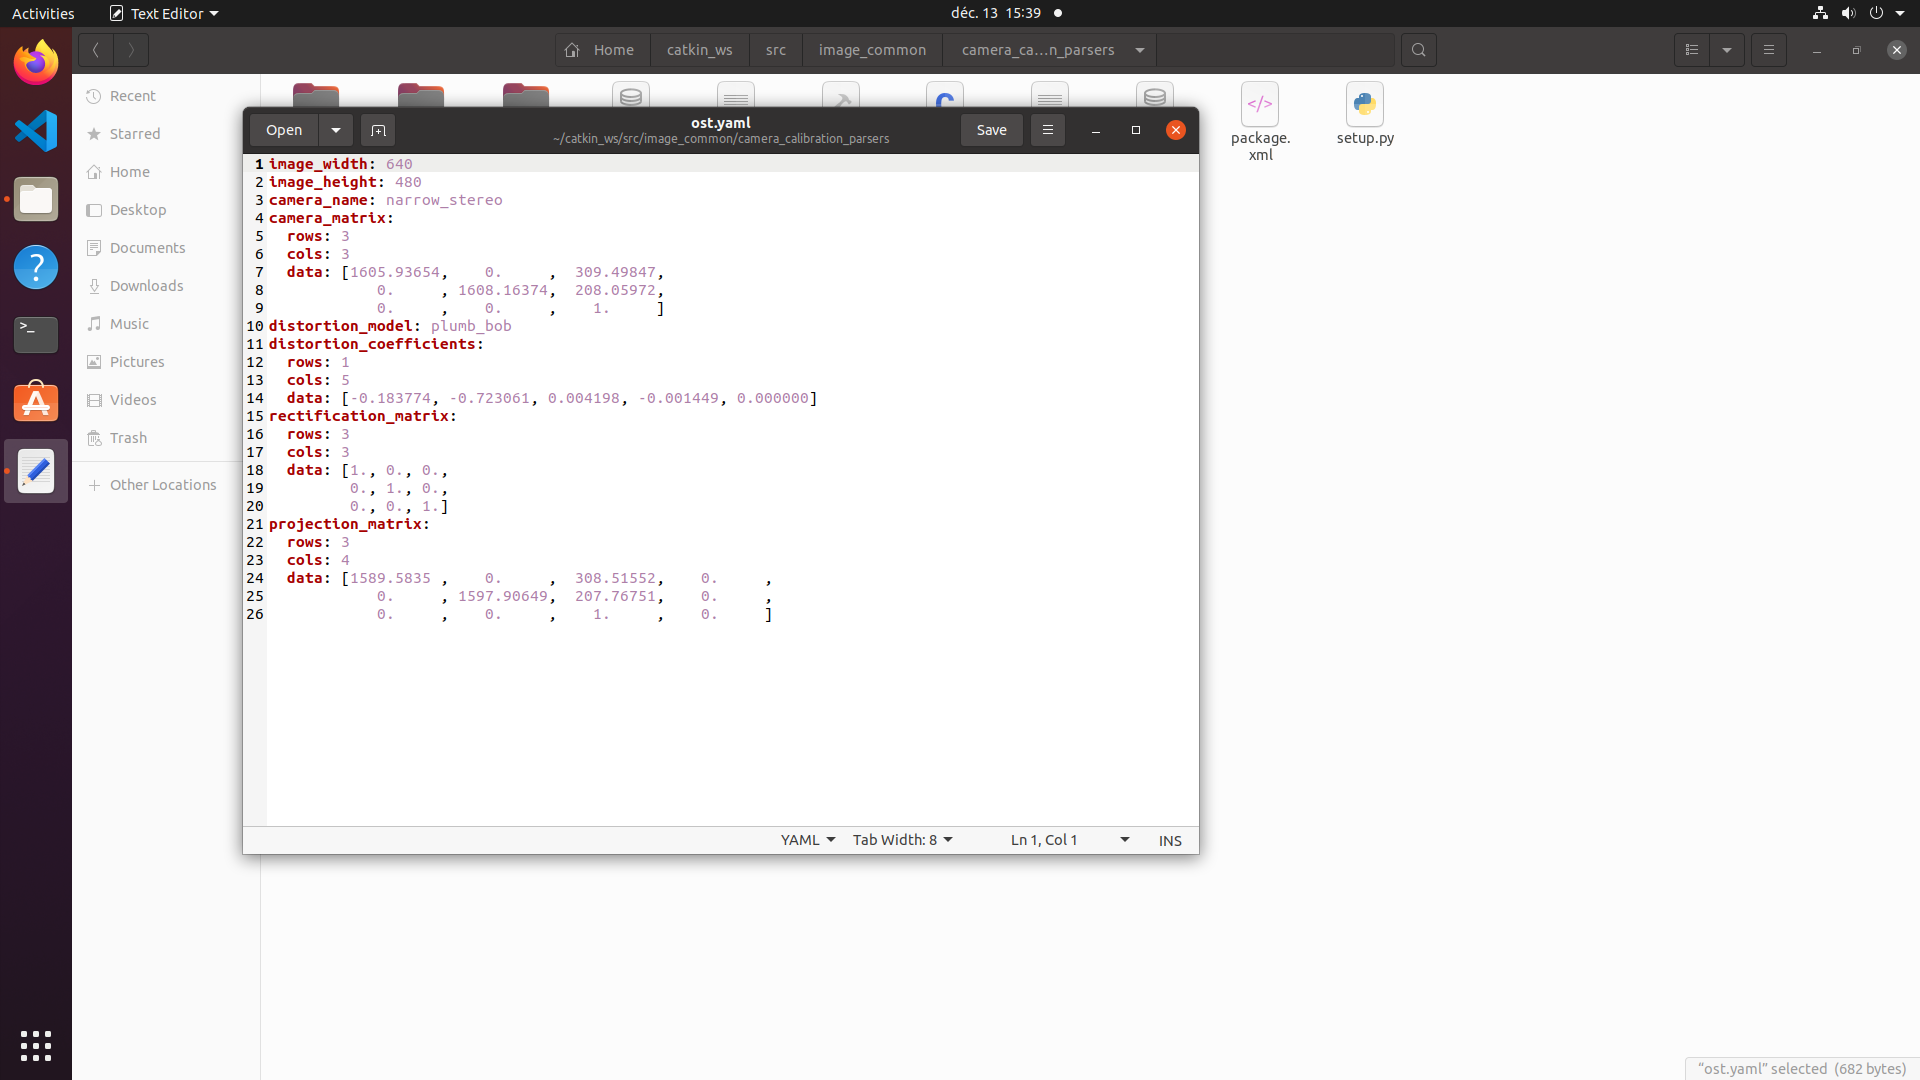 Activities
Text Editor
déc. 13 15:39
Home
catkin_ws
src
image_common
camera_ca...n_parsers
Recent
Starred
Home
Desktop
Documents
Downloads
Music
Pictures
Videos
Trash
Other Locations
package.
xml
setup.py
Open
ost.yaml
~/catkin_ws/src/image_common/camera_calibration_parsers
Save
1 image_width: 640
2 image_height: 480
3 camera_name: narrow_stereo
4 camera_matrix:
5 rows: 3
6 cols: 3
7 data: [1605.93654, 0. , 309.49847,
8 0. , 1608.16374, 208.05972,
9 0. , 0. , 1. ]
10 distortion_model: plumb_bob
11 distortion_coefficients:
12 rows: 1
13 cols: 5
14 data: [-0.183774, -0.723061, 0.004198, -0.001449, 0.000000]
15 rectification_matrix:
16 rows: 3
17 cols: 3
18 data: [1., 0., 0.,
19 0., 1., 0.,
20 0., 0., 1.]
21 projection_matrix:
22 rows: 3
23 cols: 4
24 data: [1589.5835 , 0. , 308.51552, 0. ,
25 0. , 1597.90649, 207.76751, 0. ,
26 0. , 0. , 1. , 0. ]
YAML
Tab Width: 8
Ln 1, Col 1
INS
“ost.yaml” selected (682 bytes)